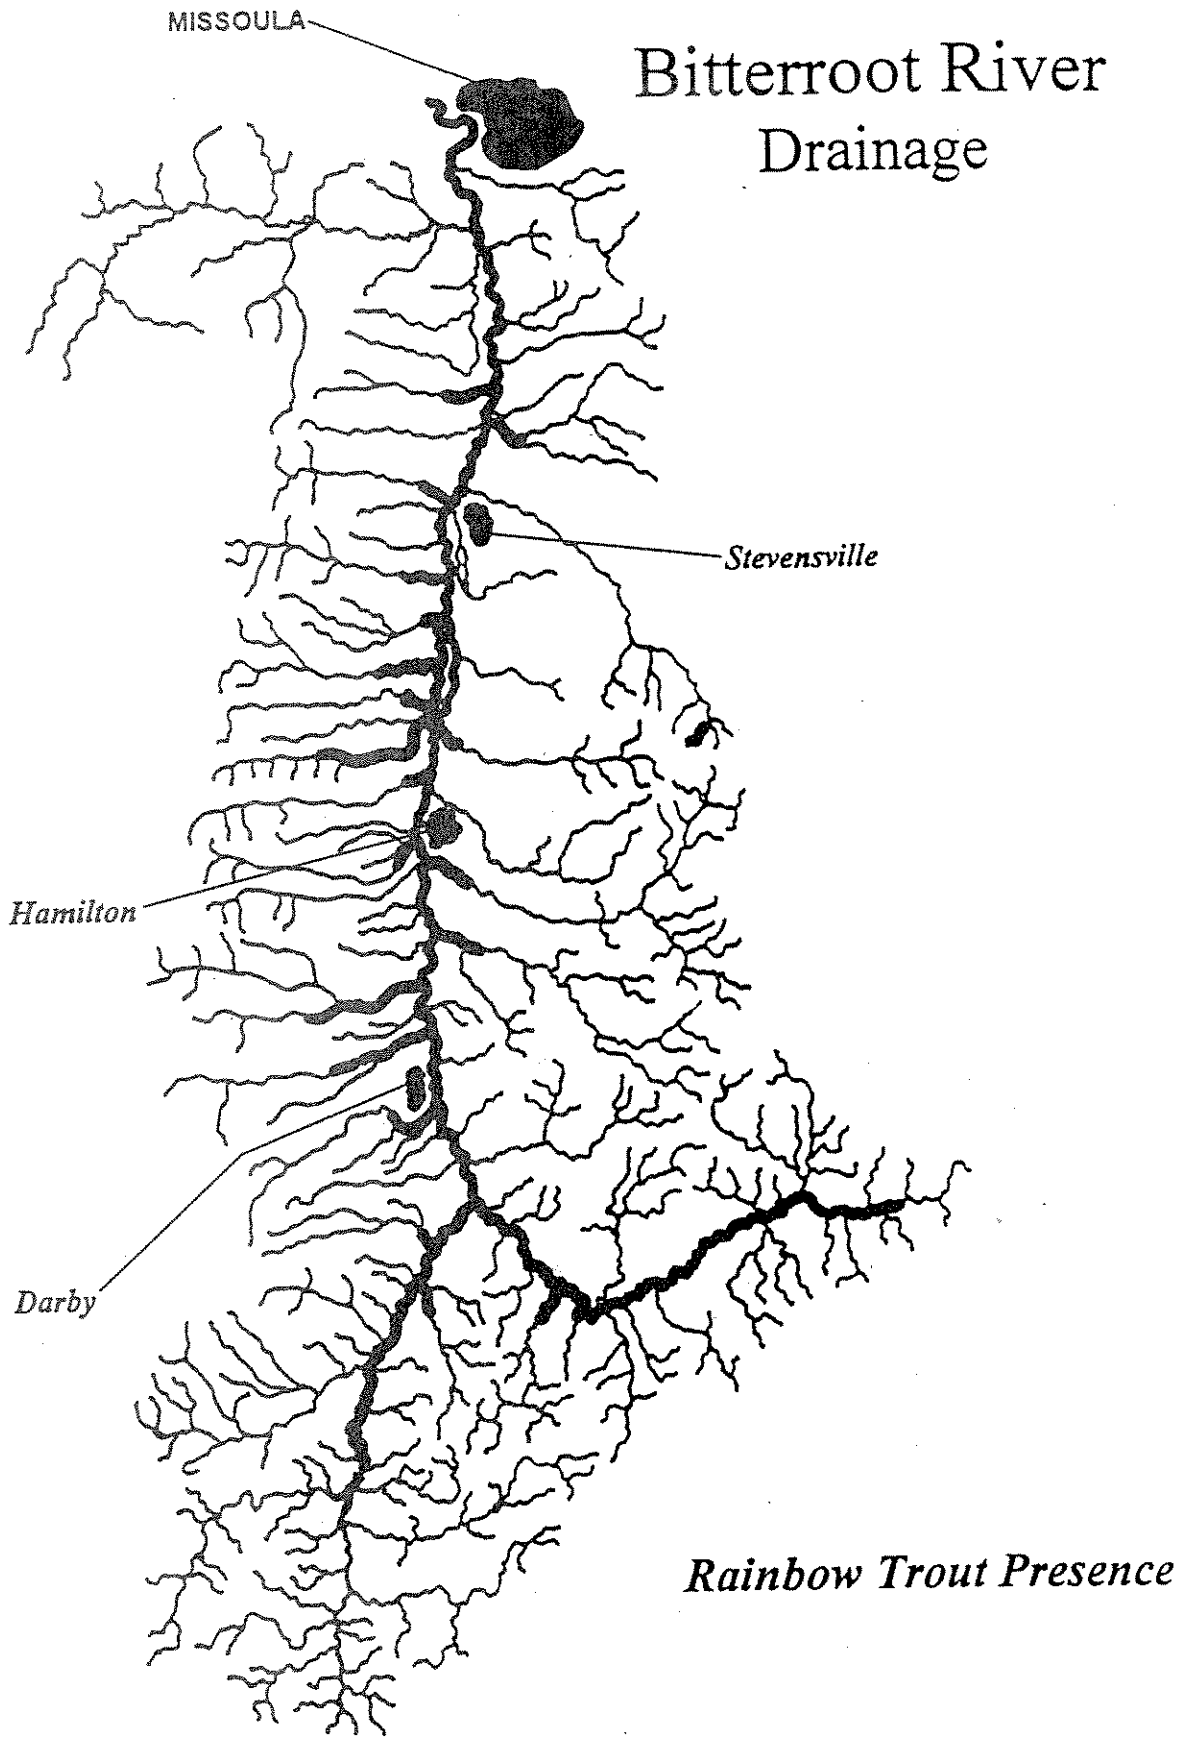 MISSOULA
Bitterroot River
Drainage
Stevensville
Hamilton
Darby
Rainbow Trout Presence